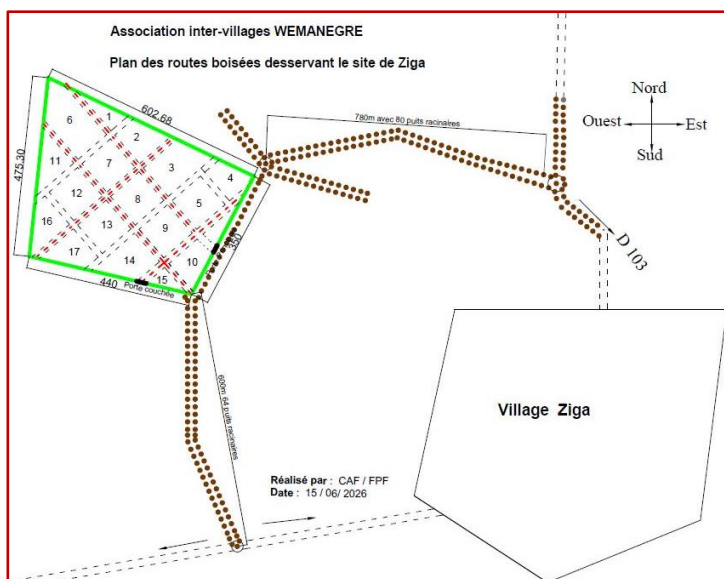 Association inter-villages WEMANEGRE
Plan des routes boisées desservant le site de Ziga
Nord
Ouest
Est
Sud
602.68
475.30
780m avec 80 puits racinaires
1
2
6
3
7
11
4
12
8
5
16
13
9
17
14
10
15
350
440
Porte couchée
D 103
600m 64 puits racinaires
Village Ziga
Réalisé par : CAF / FPF
Date : 15 / 06/ 2026